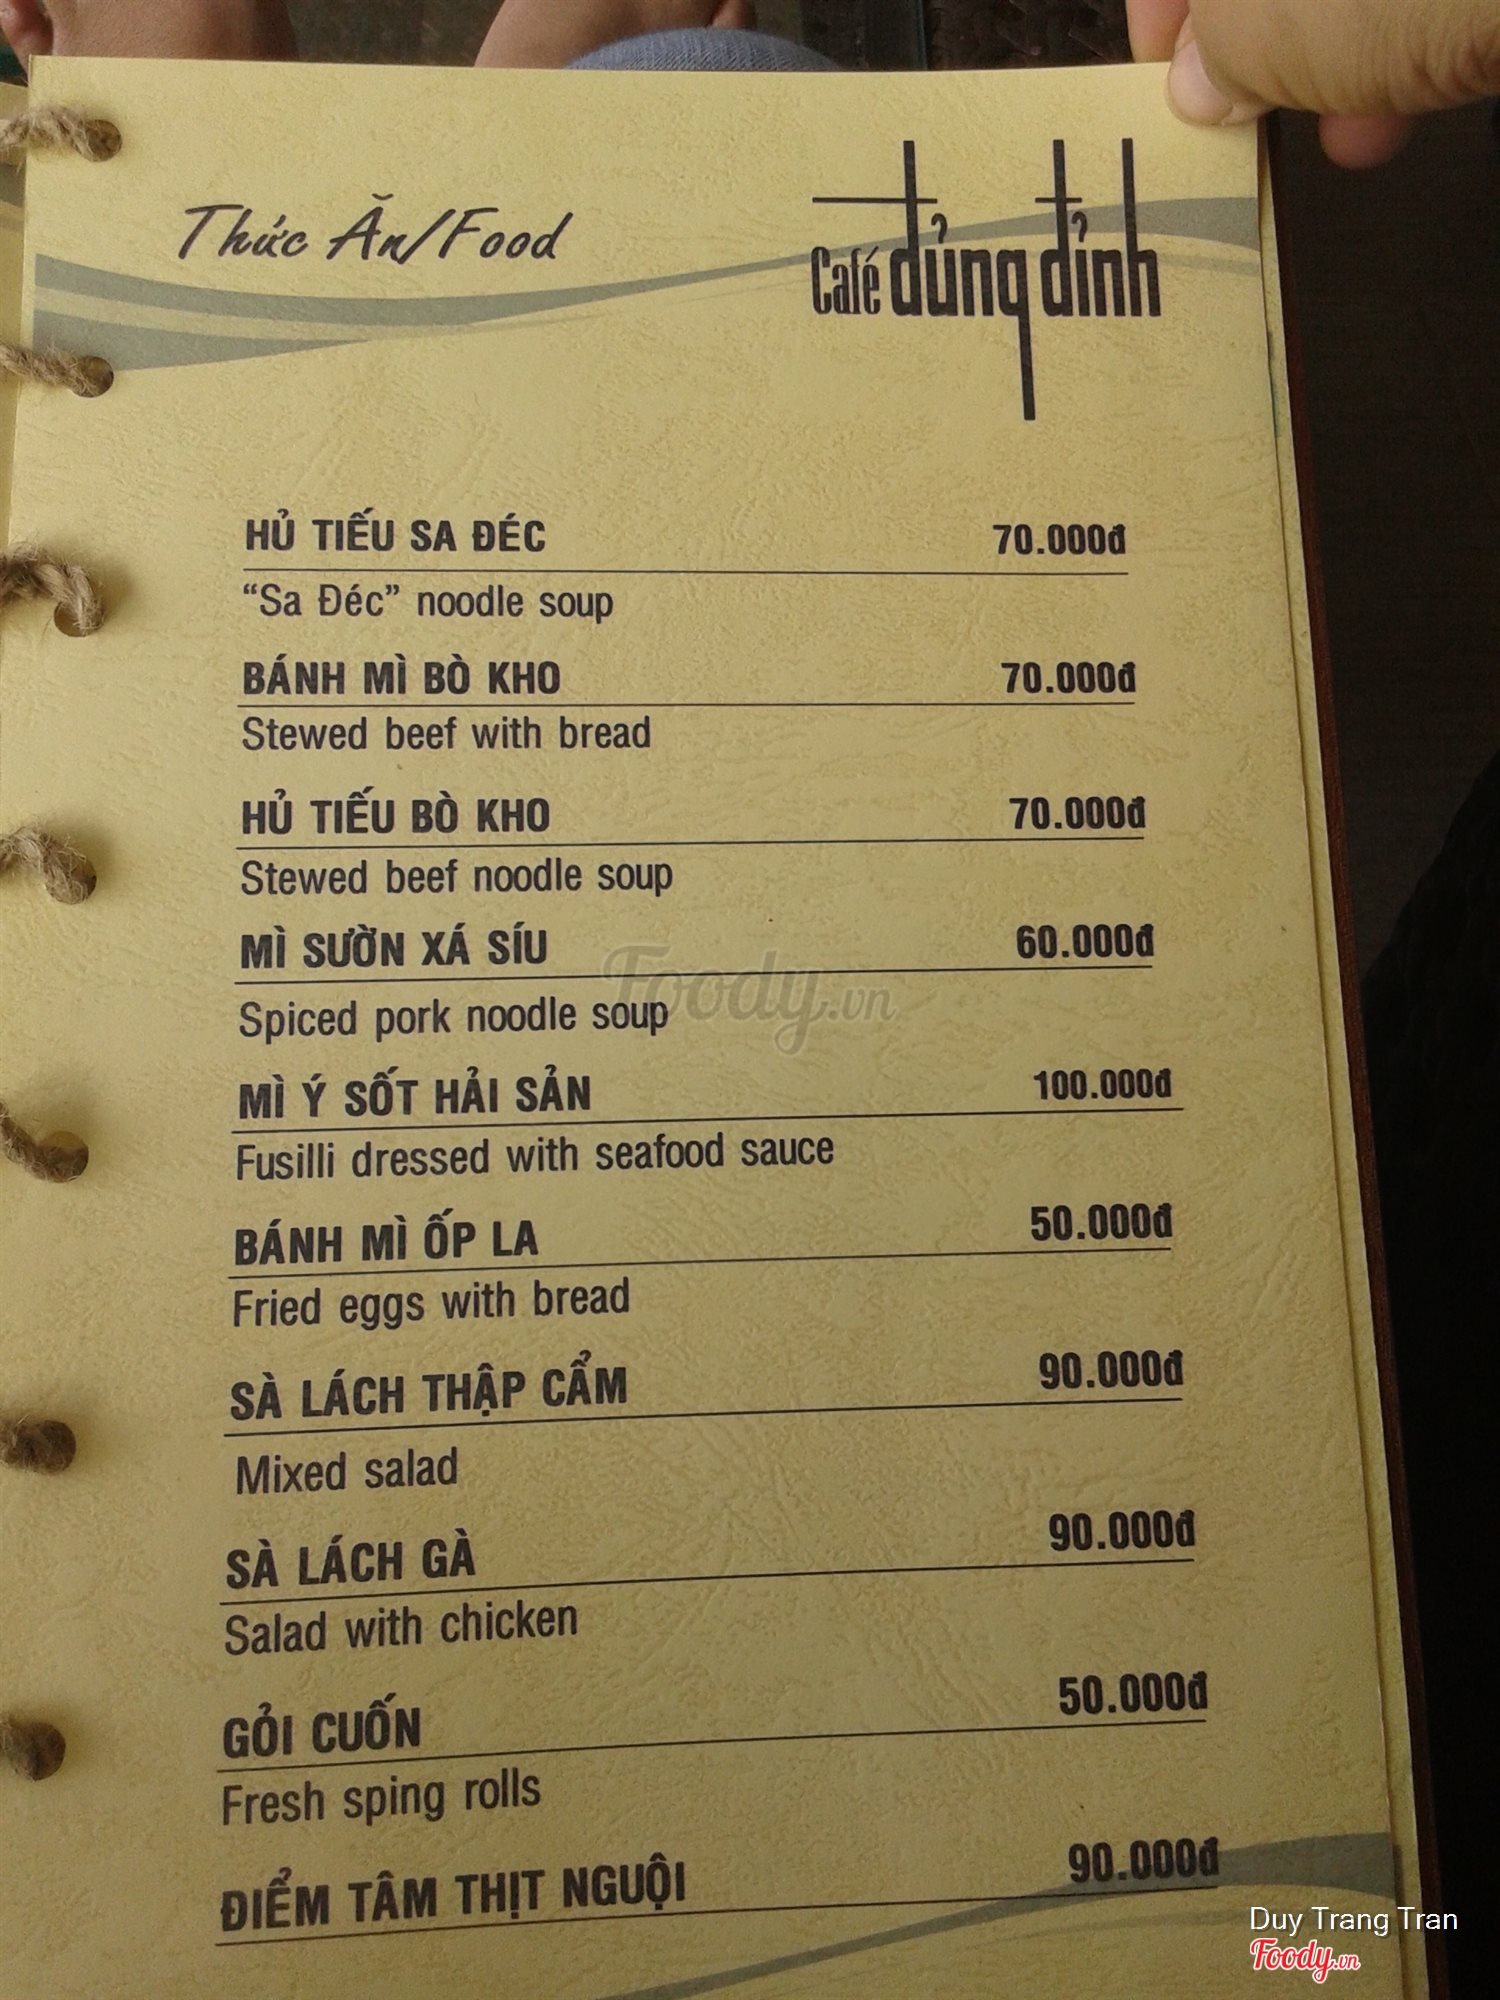 Thức Ăn/Food
Café đủng đỉnh
HỦ TIẾU SA ĐÉC 70.000đ
“Sa Đéc” noodle soup
BÁNH MÌ BÒ KHO 70.000đ
Stewed beef with bread
HỦ TIẾU BÒ KHO 70.000đ
Stewed beef noodle soup
MÌ SƯỜN XÁ SÍU 60.000đ
Foody.vn
Spiced pork noodle soup
MÌ Ý SỐT HẢI SẢN 100.000đ
Fusilli dressed with seafood sauce
BÁNH MÌ ỐP LA 50.000đ
Fried eggs with bread
SÀ LÁCH THẬP CẨM 90.000đ
Mixed salad
SÀ LÁCH GÀ 90.000đ
Salad with chicken
GỎI CUỐN 50.000đ
Fresh sping rolls
ĐIỂM TÂM THỊT NGUỘI 90.000đ
Duy Trang Tran
Foody.vn